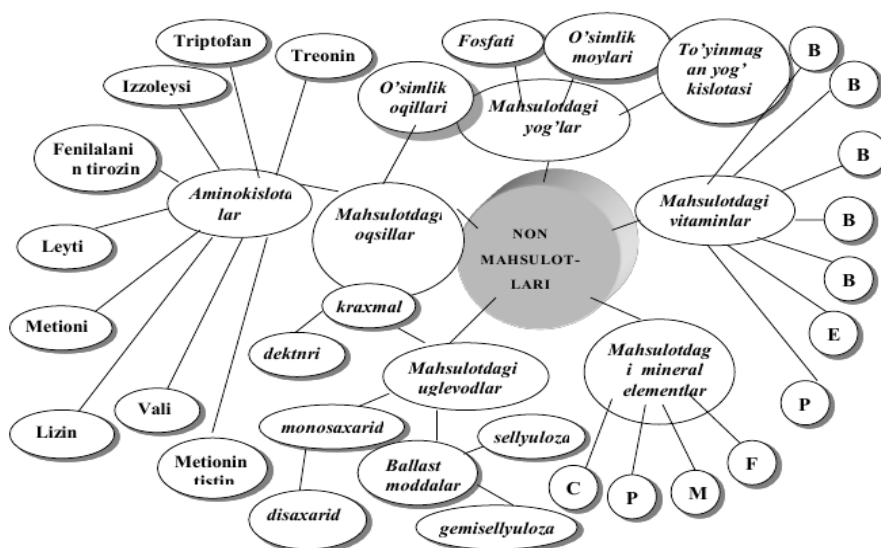 Triptofan
Treonin
Izzoleysi
Fenilalani
n tirozin
Aminokislota
lar
Leyti
Metioni
Lizin
Vali
Metionin
tistin
O'simlik
oqillari
Mahsulotdagi
oqsillar
Fosfati
O'simlik
moylari
To'yinmag
an yog'
kislotasi
Mahsulotdagi
yog'lar
NON
MAHSULOT-
LARI
Mahsulotdagi
vitaminlar
B
B
B
B
B
E
P
kraxmal
dektnri
Mahsulotdagi
uglevodlar
monosaxarid
disaxarid
Ballast
moddalar
sellyuloza
gemisellyuloza
Mahsulotdag
i mineral
elementlar
C
P
M
F